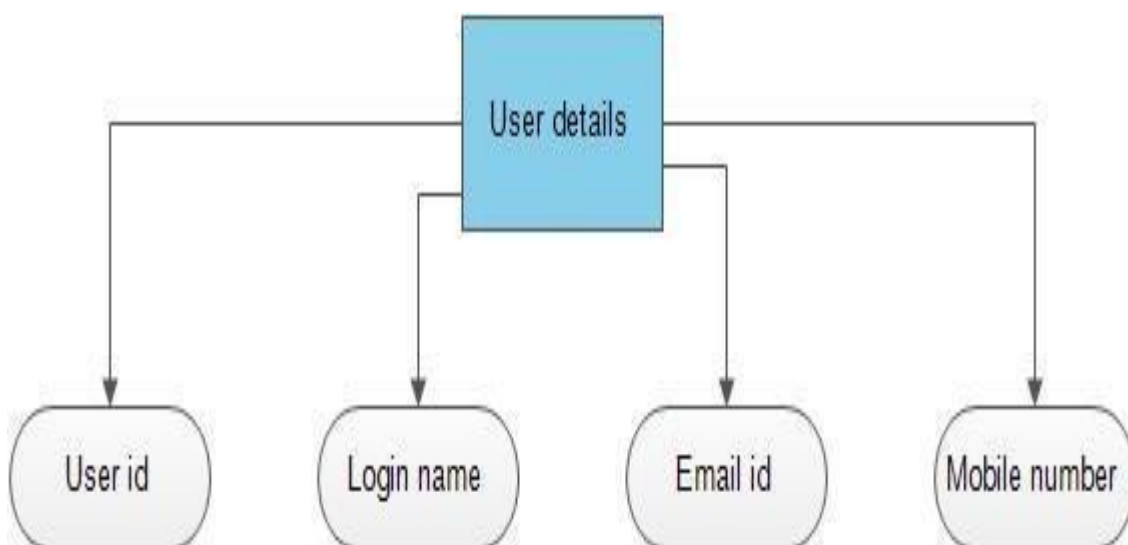 User details
User id
Login name
Email id
Mobile number